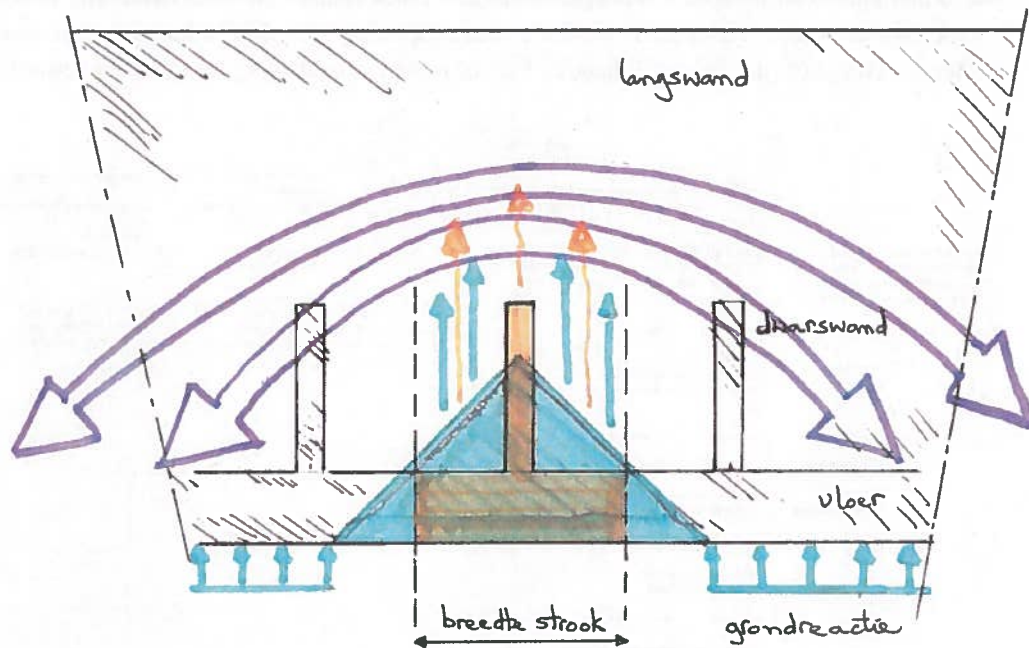 langswand
dwarswand
vloer
breedte strook
grondreactie